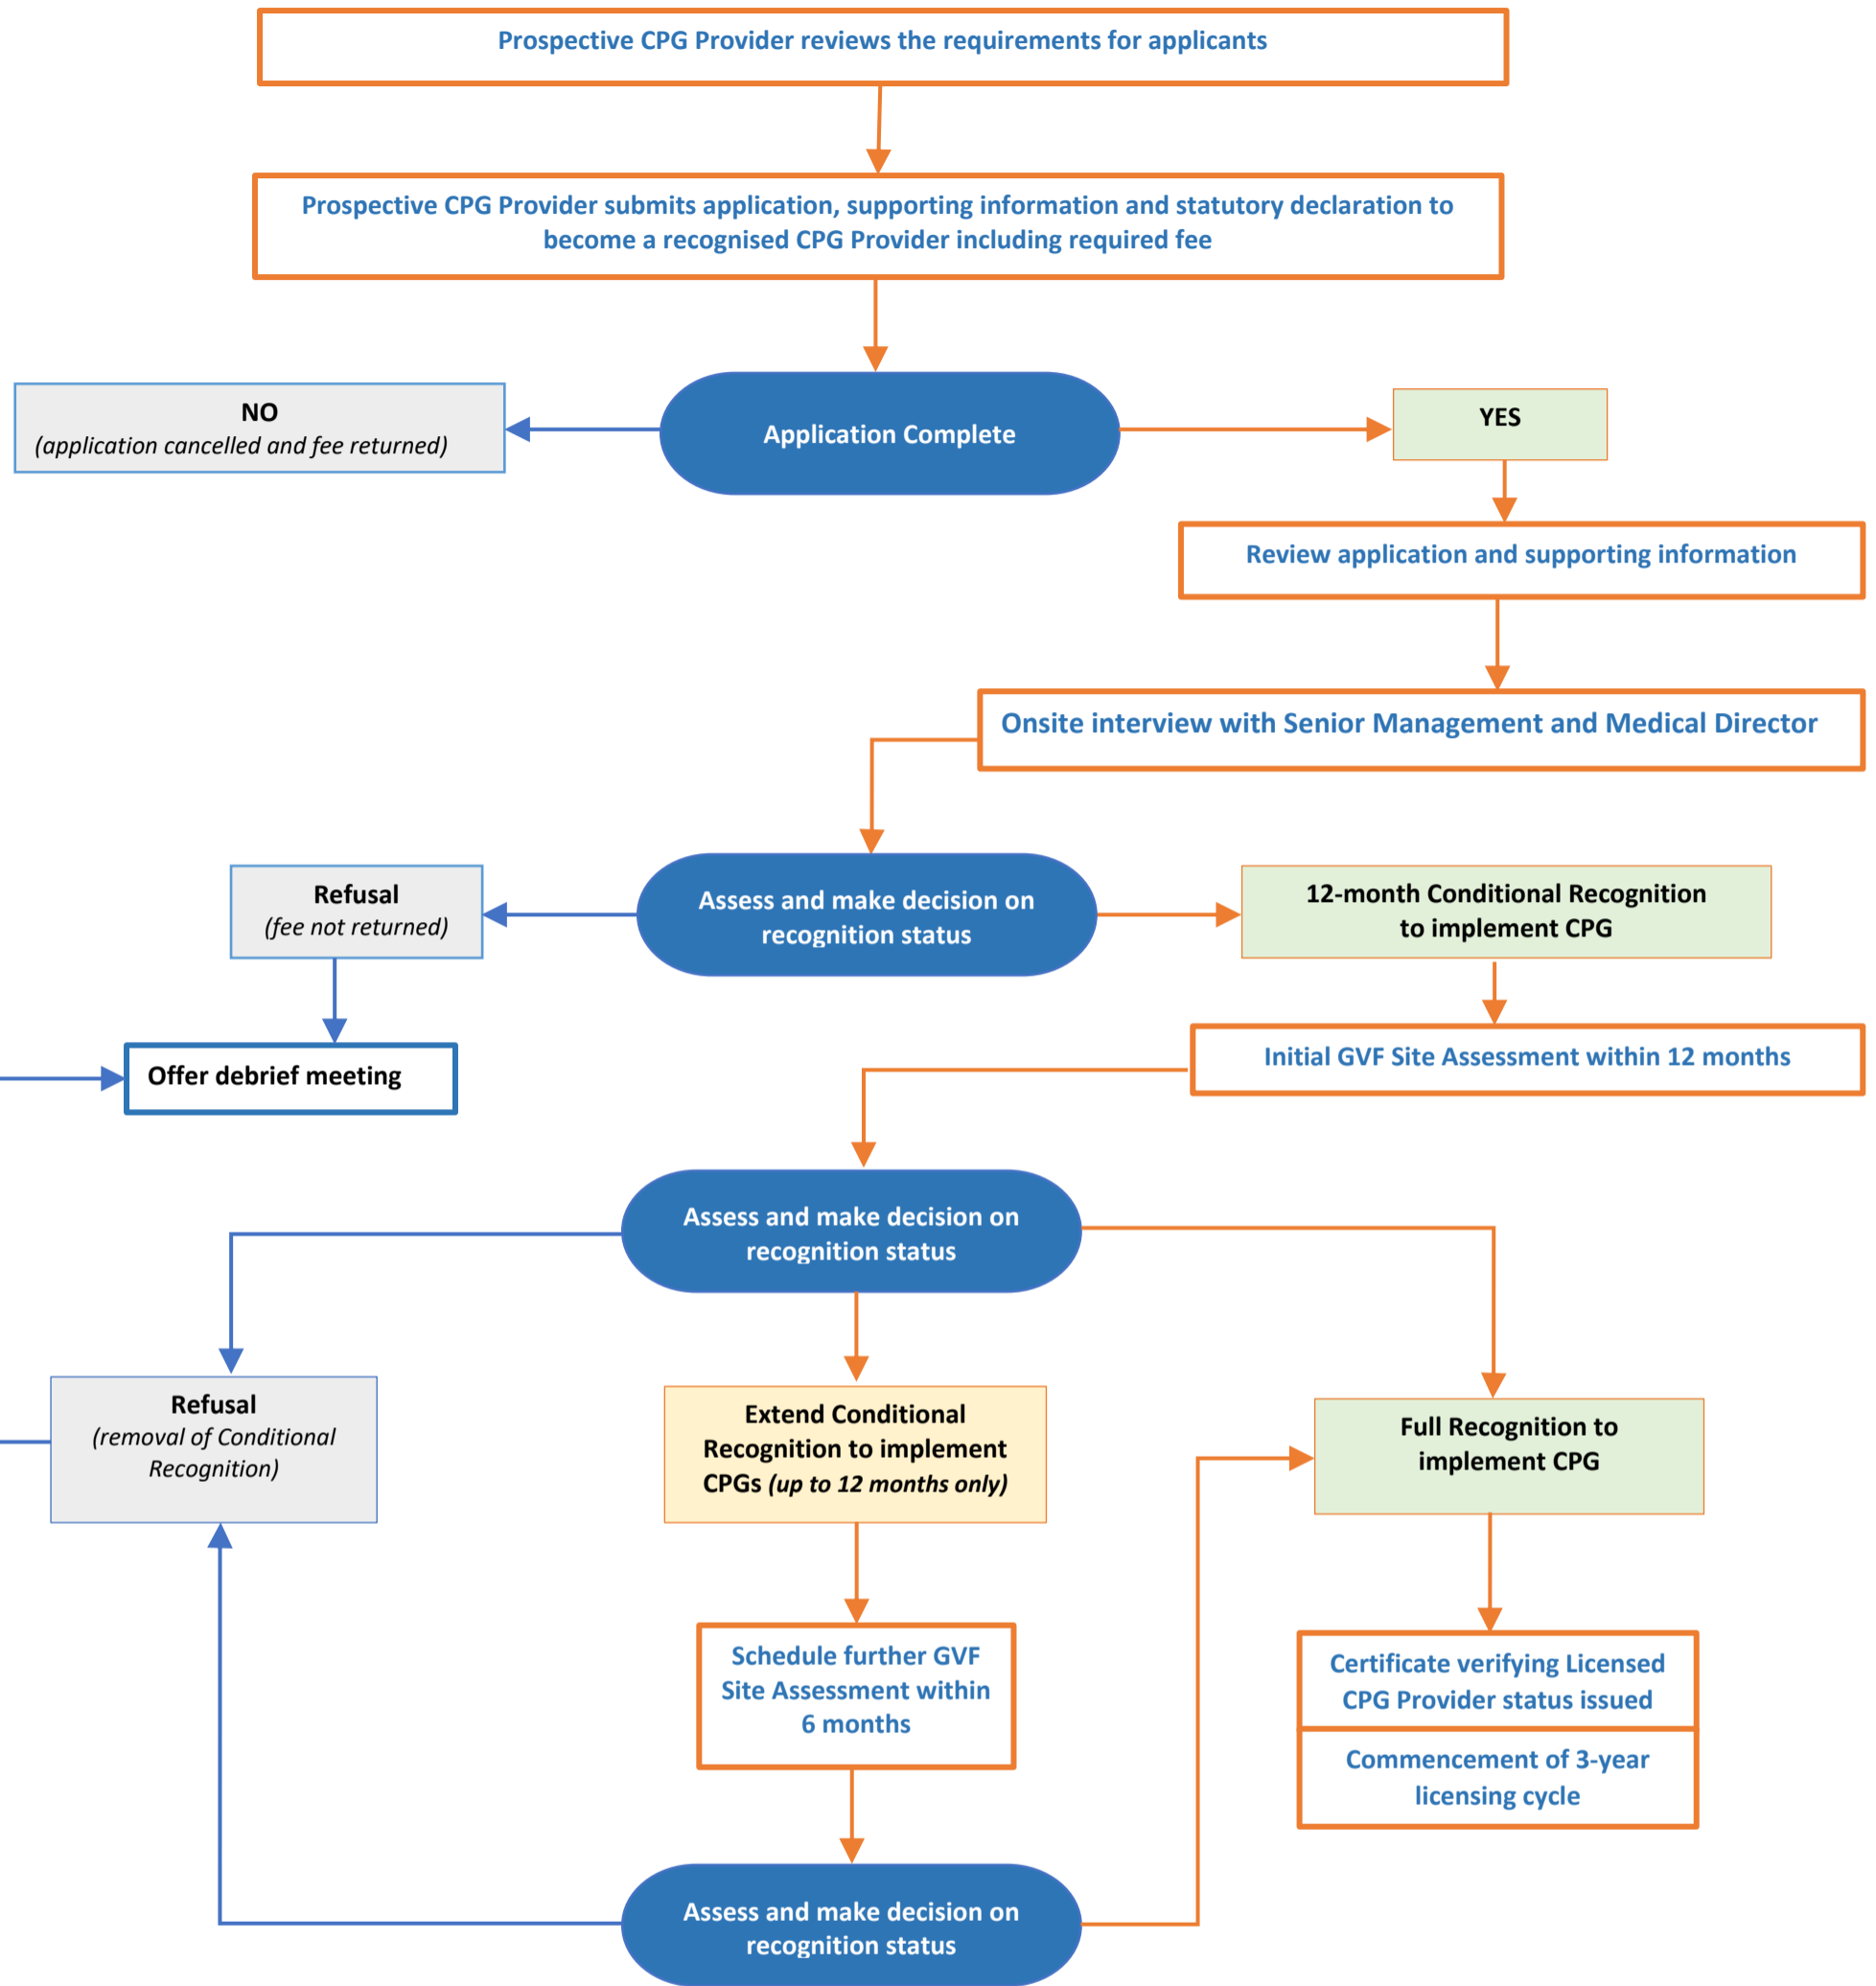 Prospective CPG Provider reviews the requirements for applicants
Prospective CPG Provider submits application, supporting information and statutory declaration to
become a recognised CPG Provider including required fee
NO
(application cancelled and fee returned)
Application Complete
YES
Review application and supporting information
Onsite interview with Senior Management and Medical Director
Refusal
(fee not returned)
Assess and make decision on
recognition status
12-month Conditional Recognition
to implement CPG
Offer debrief meeting
Initial GVF Site Assessment within 12 months
Assess and make decision on
recognition status
Refusal
(removal of Conditional
Recognition)
Extend Conditional
Recognition to implement
CPGs (up to 12 months only)
Full Recognition to
implement CPG
Schedule further GVF
Site Assessment within
6 months
Certificate verifying Licensed
CPG Provider status issued
Commencement of 3-year
licensing cycle
Assess and make decision on
recognition status